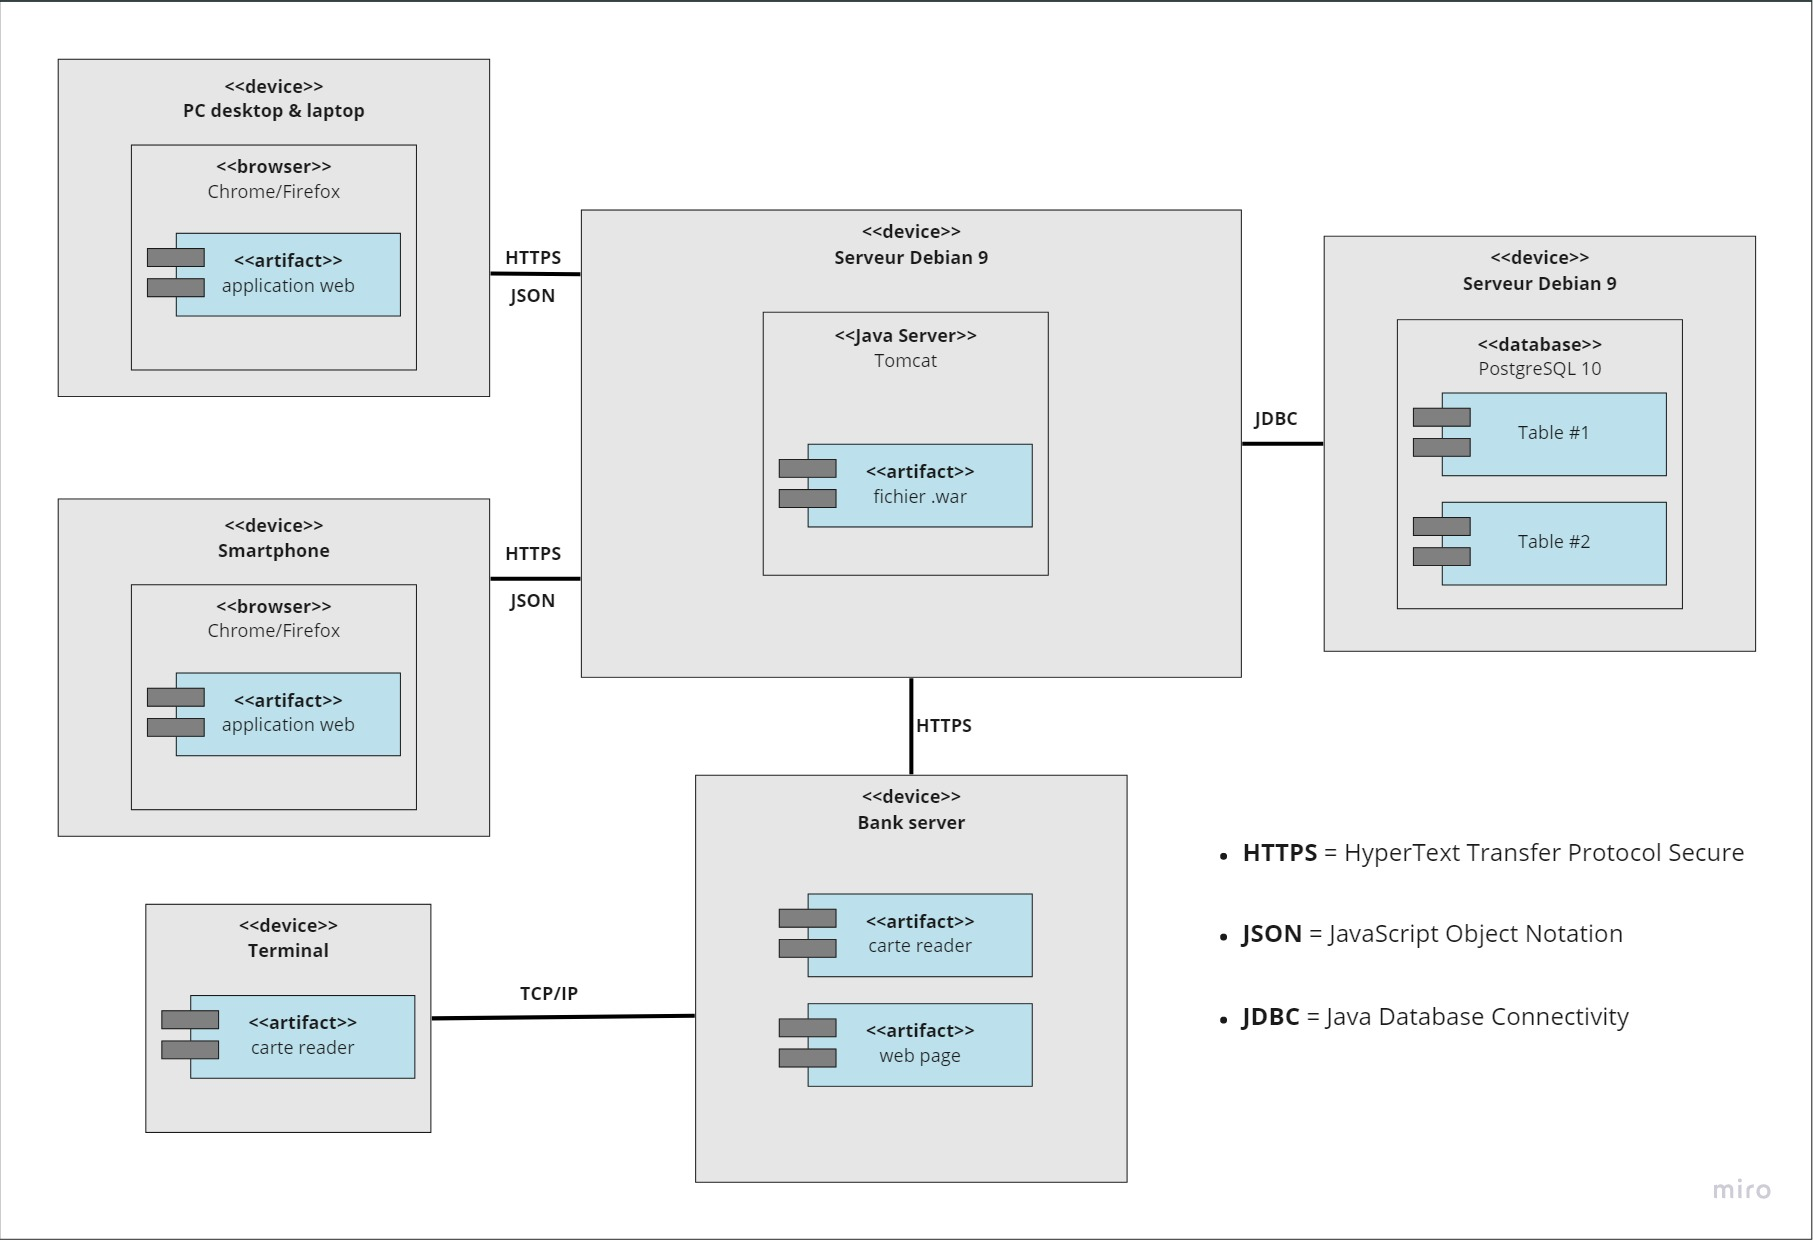 <<device>>
PC desktop & laptop
<<browser>>
Chrome/Firefox
<<artifact>>
application web
HTTPS
JSON
<<device>>
Serveur Debian 9
<<Java Server>>
Tomcat
<<artifact>>
fichier .war
JDBC
<<device>>
Serveur Debian 9
<<database>>
PostgreSQL 10
Table #1
Table #2
<<device>>
Smartphone
<<browser>>
Chrome/Firefox
<<artifact>>
application web
HTTPS
JSON
HTTPS
<<device>>
Bank server
<<artifact>>
carte reader
<<artifact>>
web page
<<device>>
Terminal
<<artifact>>
carte reader
TCP/IP
• HTTPS = HyperText Transfer Protocol Secure
• JSON = JavaScript Object Notation
• JDBC = Java Database Connectivity
miro